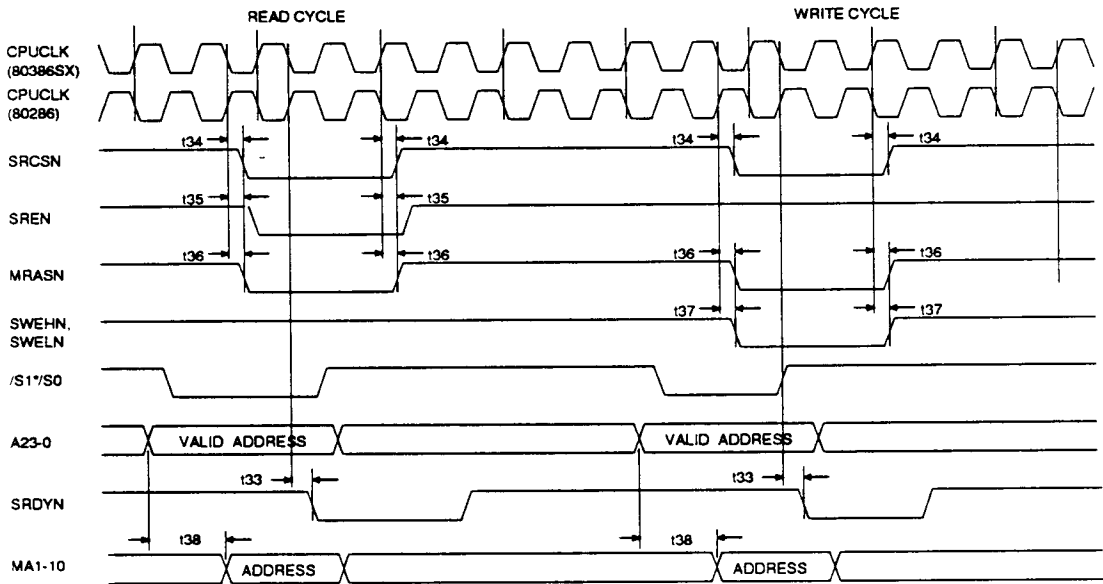 READ CYCLE WRITE CYCLE
CPUCLK
(80386SX)
CPUCLK
(80286)
t34 t34 t34 t34
SRCSN
t35 t35
SREN
t36 t36 t36 t36
MRASN
t37 t37
SWEHN,
SWELN
/S1*/S0
A23-0 VALID ADDRESS VALID ADDRESS
t33 t33
SRDYN
t38 t38
MA1-10 ADDRESS ADDRESS